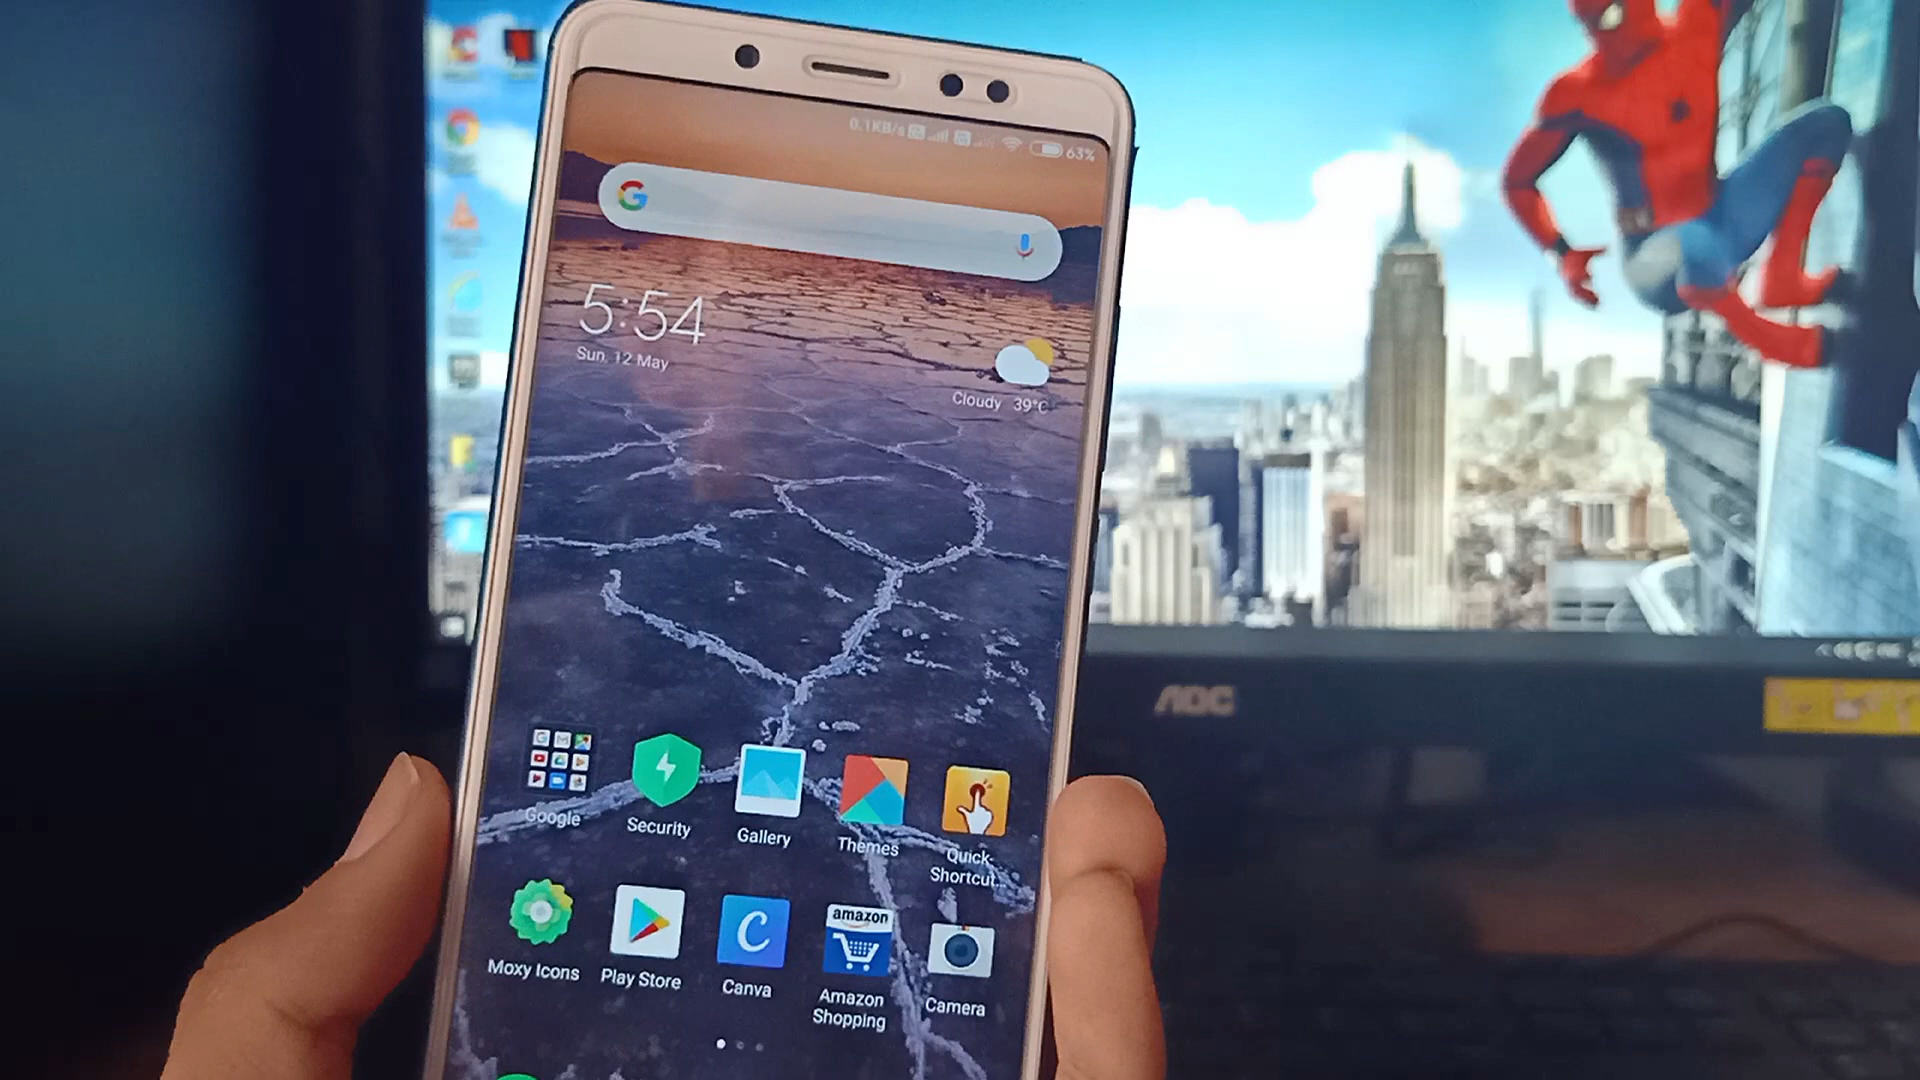 0.1KB/s 63%
5:54
Sun, 12 May
Cloudy 39°C
Google
Security
Gallery
Themes
Quick-
Shortcut...
Moxy Icons
Play Store
Canva
amazon
Amazon
Shopping
Camera
AOC